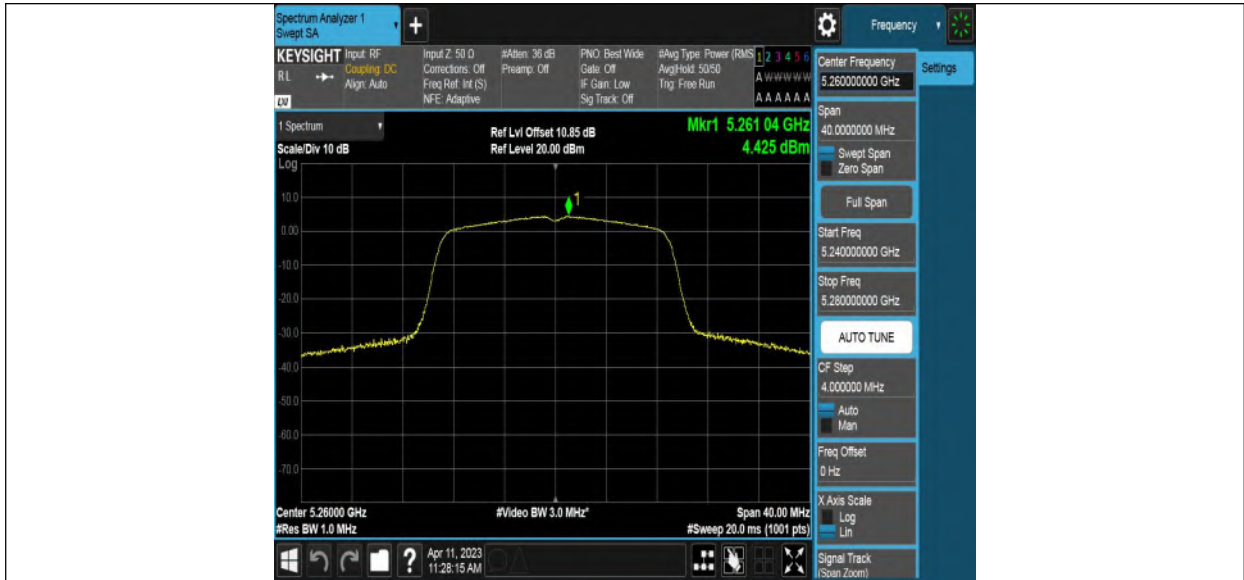 Spectrum Analyzer 1
Swept SA
+
Frequency
KEYSIGHT
Input: RF
Coupling: DC
Align: Auto
Input Z: 50 Ω
Corrections: Off
Freq Ref: Int (S)
NFE: Adaptive
#Atten: 36 dB
Preamp: Off
PNO: Best Wide
Gate: Off
IF Gain: Low
Sig Track: Off
#Avg Type: Power (RMS
Avg|Hold: 50/50
Trig: Free Run
1 2 3 4 5 6
A W W W W W
A A A A A A
RL
LXI
1 Spectrum
Scale/Div 10 dB
Log
Ref Lvl Offset 10.85 dB
Ref Level 20.00 dBm
Mkr1 5.261 04 GHz
4.425 dBm
1
10.0
0.00
-10.0
-20.0
-30.0
-40.0
-50.0
-60.0
-70.0
Center 5.26000 GHz
#Res BW 1.0 MHz
#Video BW 3.0 MHz*
Span 40.00 MHz
#Sweep 20.0 ms (1001 pts)
?
Apr 11, 2023
11:28:15 AM
Center Frequency
5.260000000 GHz
Settings
Span
40.0000000 MHz
Swept Span
Zero Span
Full Span
Start Freq
5.240000000 GHz
Stop Freq
5.280000000 GHz
AUTO TUNE
CF Step
4.000000 MHz
Auto
Man
Freq Offset
0 Hz
X Axis Scale
Log
Lin
Signal Track
(Span Zoom)